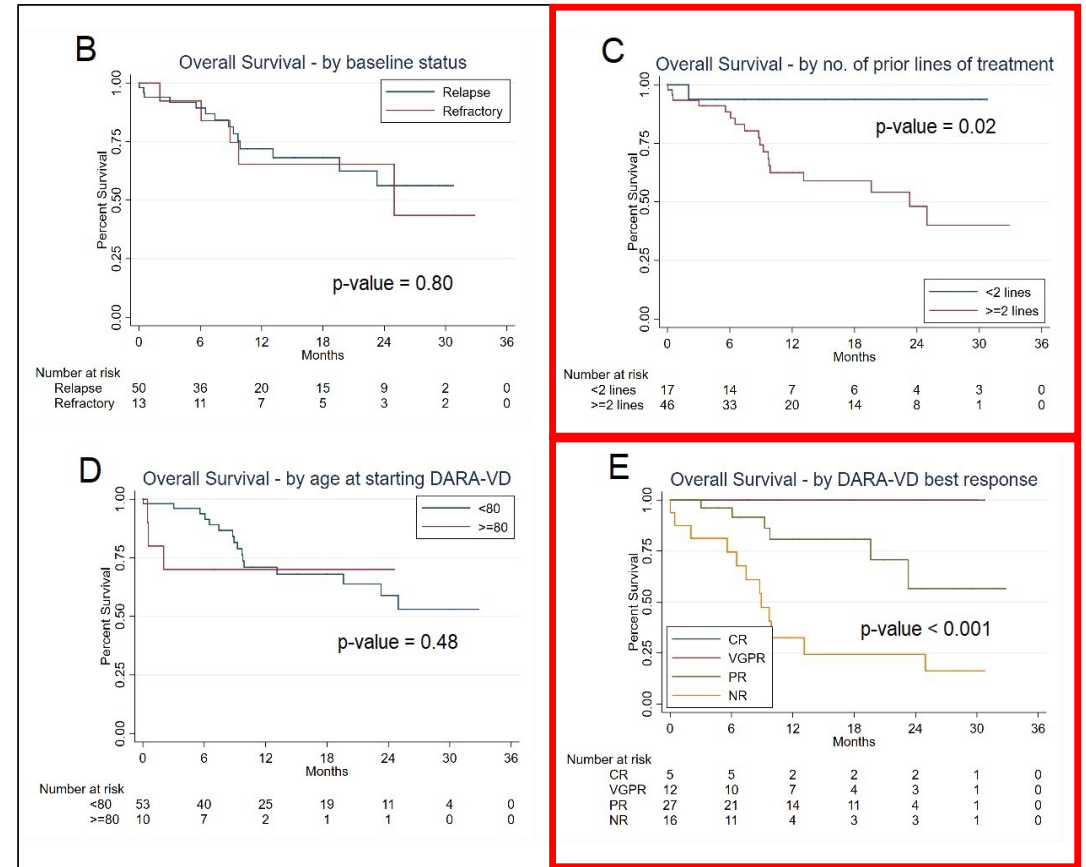 B
Overall Survival - by baseline status
Percent Survival
1.00
0.75
0.50
0.25
0.00
Relapse
Refractory
p-value = 0.80
0 6 12 18 24 30 36
Months
Number at risk
Relapse 50 36 20 15 9 2 0
Refractory 13 11 7 5 3 2 0
C
Overall Survival - by no. of prior lines of treatment
Percent Survival
1.00
0.75
0.50
0.25
0.00
p-value = 0.02
<2 lines
>=2 lines
0 6 12 18 24 30 36
Months
Number at risk
<2 lines 17 14 7 6 4 3 0
>=2 lines 46 33 20 14 8 1 0
D
Overall Survival - by age at starting DARA-VD
Percent Survival
1.00
0.75
0.50
0.25
0.00
<80
>=80
p-value = 0.48
0 6 12 18 24 30 36
Months
Number at risk
<80 53 40 25 19 11 4 0
>=80 10 7 2 1 1 0 0
E
Overall Survival - by DARA-VD best response
Percent Survival
1.00
0.75
0.50
0.25
0.00
p-value < 0.001
CR
VGPR
PR
NR
0 6 12 18 24 30 36
Months
Number at risk
CR 5 5 2 2 2 1 0
VGPR 12 10 7 4 3 1 0
PR 27 21 14 11 4 1 0
NR 16 11 4 3 3 1 0